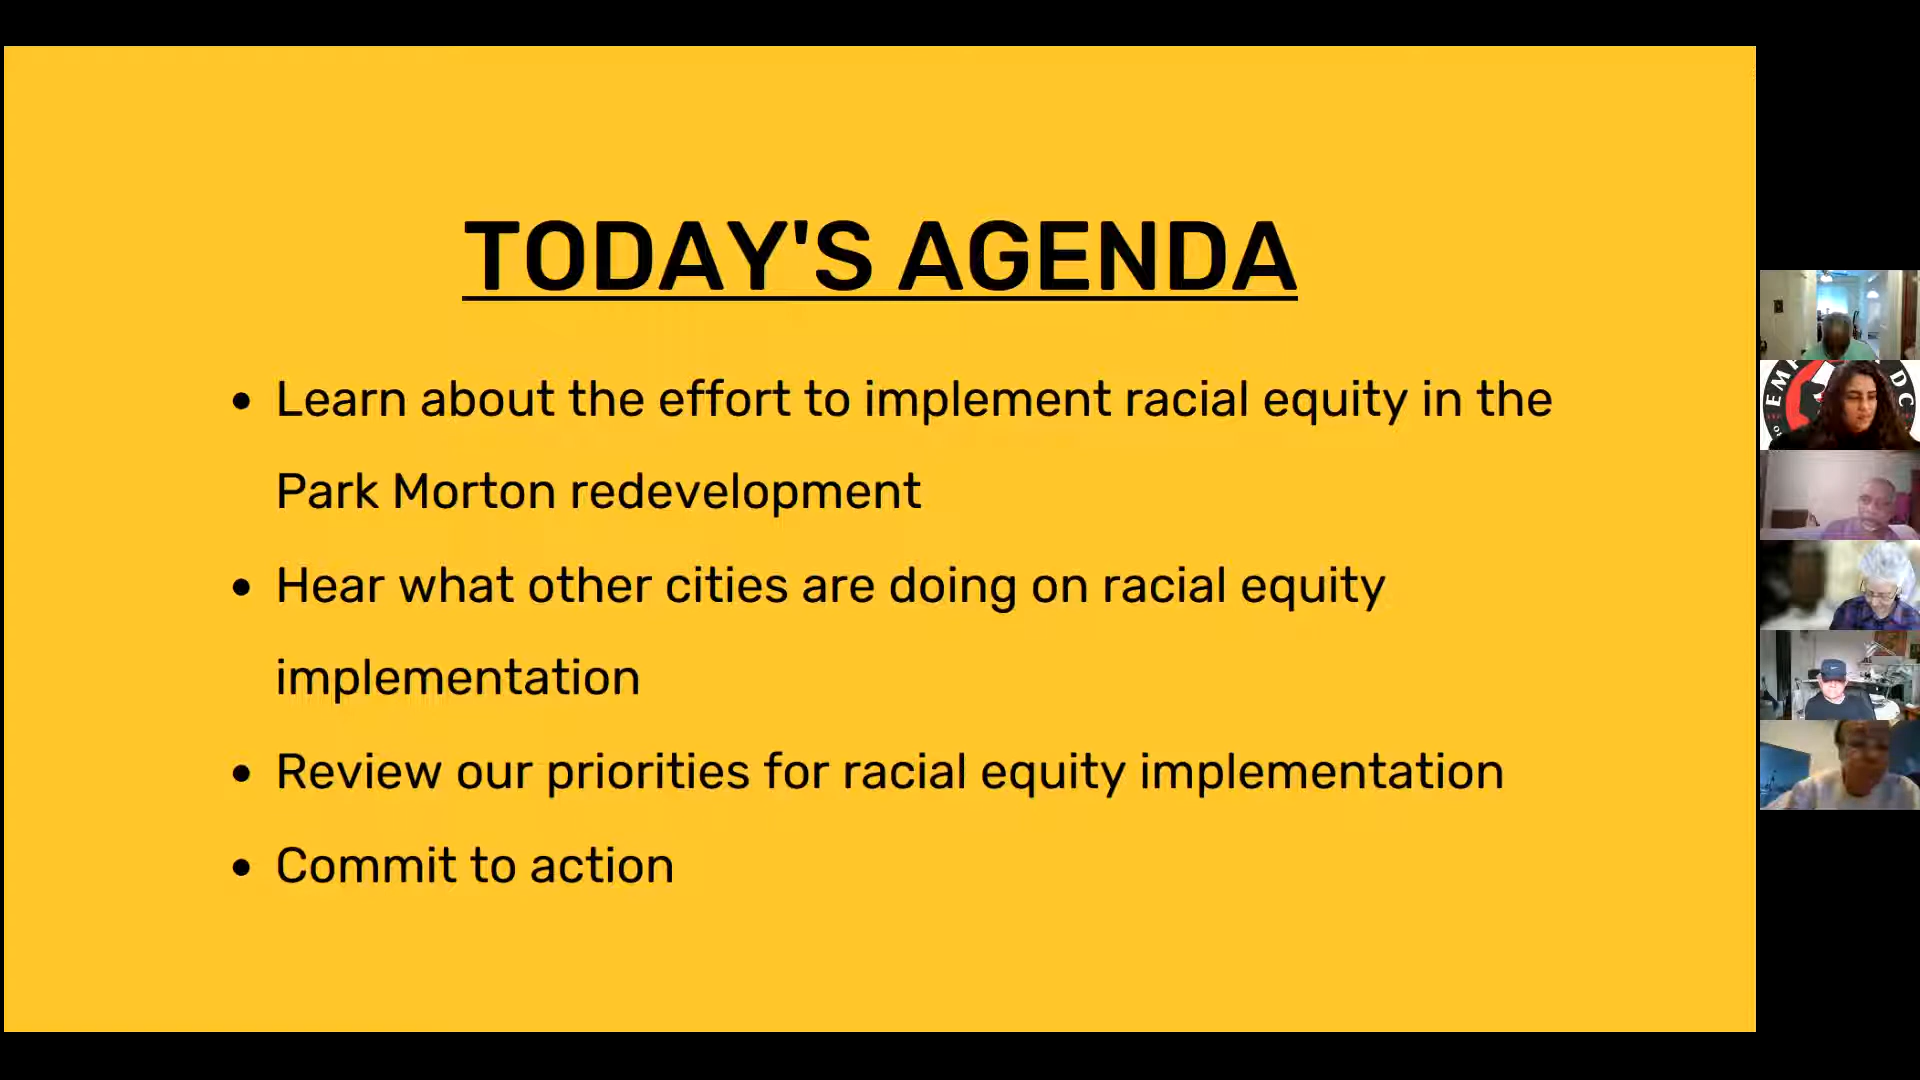 TODAY'S AGENDA
• Learn about the effort to implement racial equity in the
Park Morton redevelopment
• Hear what other cities are doing on racial equity
implementation
• Review our priorities for racial equity implementation
• Commit to action
DC